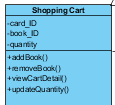 Shopping Cart
-card_ID
-book_ID
-quantity
+addBook()
+removeBook()
+viewCartDetail()
+updateQuantity()